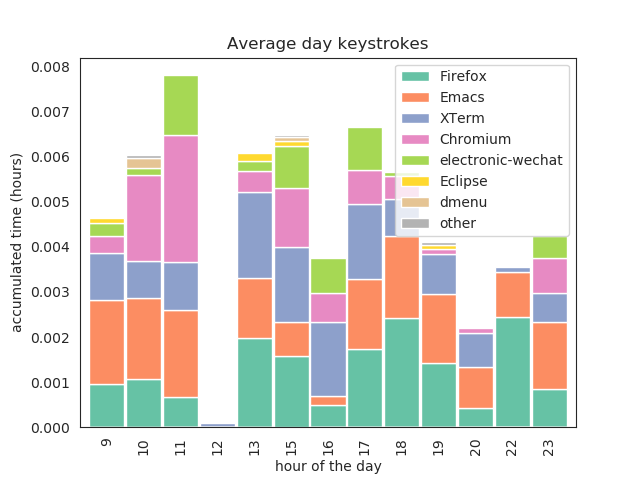 Average day keystrokes
accumulated time (hours)
0.008
0.007
0.006
0.005
0.004
0.003
0.002
0.001
0.000
Firefox
Emacs
XTerm
Chromium
electronic-wechat
Eclipse
dmenu
other
9 10 11 12 13 15 16 17 18 19 20 22 23
hour of the day